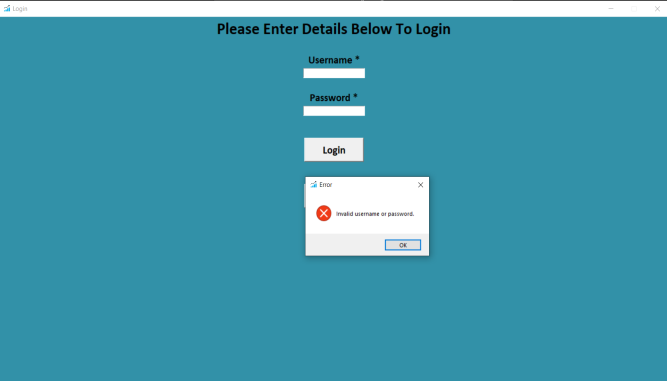 Login
Please Enter Details Below To Login
Username *
Password *
Login
Error
Invalid username or password.
OK